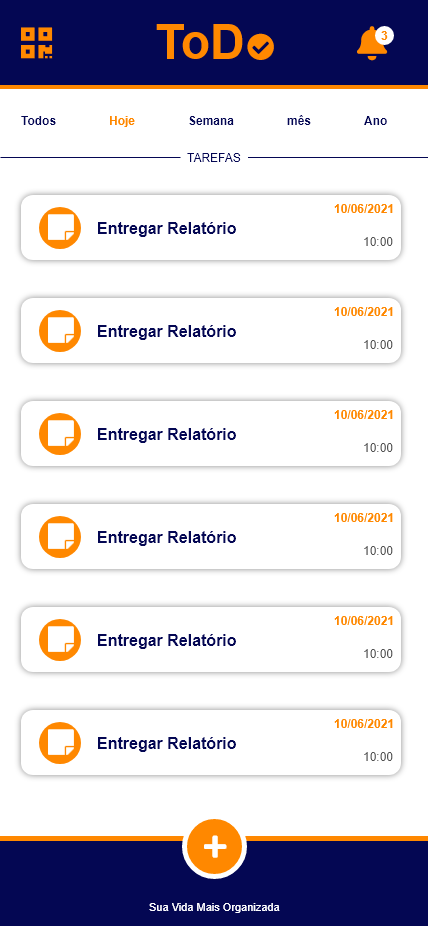 ToDo
3
Todos Hoje Semana mês Ano
TAREFAS
10/06/2021
Entregar Relatório
10:00
10/06/2021
Entregar Relatório
10:00
10/06/2021
Entregar Relatório
10:00
10/06/2021
Entregar Relatório
10:00
10/06/2021
Entregar Relatório
10:00
10/06/2021
Entregar Relatório
10:00
+
Sua Vida Mais Organizada